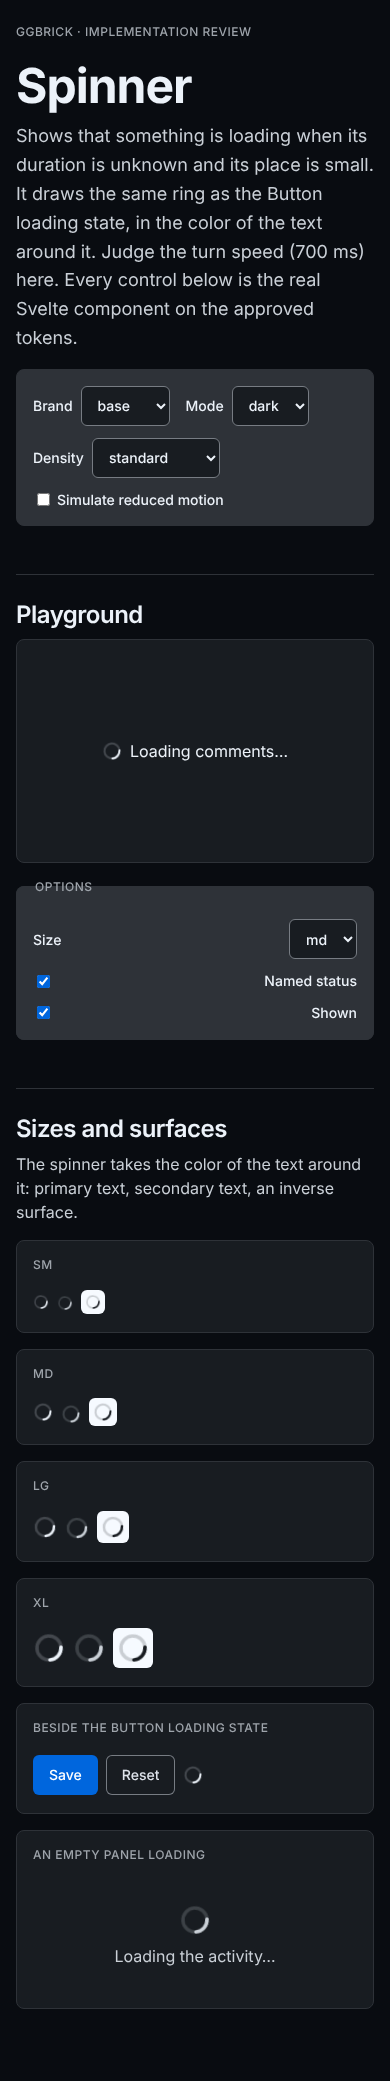 GGBRICK · IMPLEMENTATION REVIEW
Spinner
Shows that something is loading when its
duration is unknown and its place is small.
It draws the same ring as the Button
loading state, in the color of the text
around it. Judge the turn speed (700 ms)
here. Every control below is the real
Svelte component on the approved
tokens.
Brand base Mode dark
Density standard
Simulate reduced motion
Playground
Loading comments…
OPTIONS
Size md
Named status
Shown
Sizes and surfaces
The spinner takes the color of the text around
it: primary text, secondary text, an inverse
surface.
SM
MD
LG
XL
BESIDE THE BUTTON LOADING STATE
Save Reset
AN EMPTY PANEL LOADING
Loading the activity…